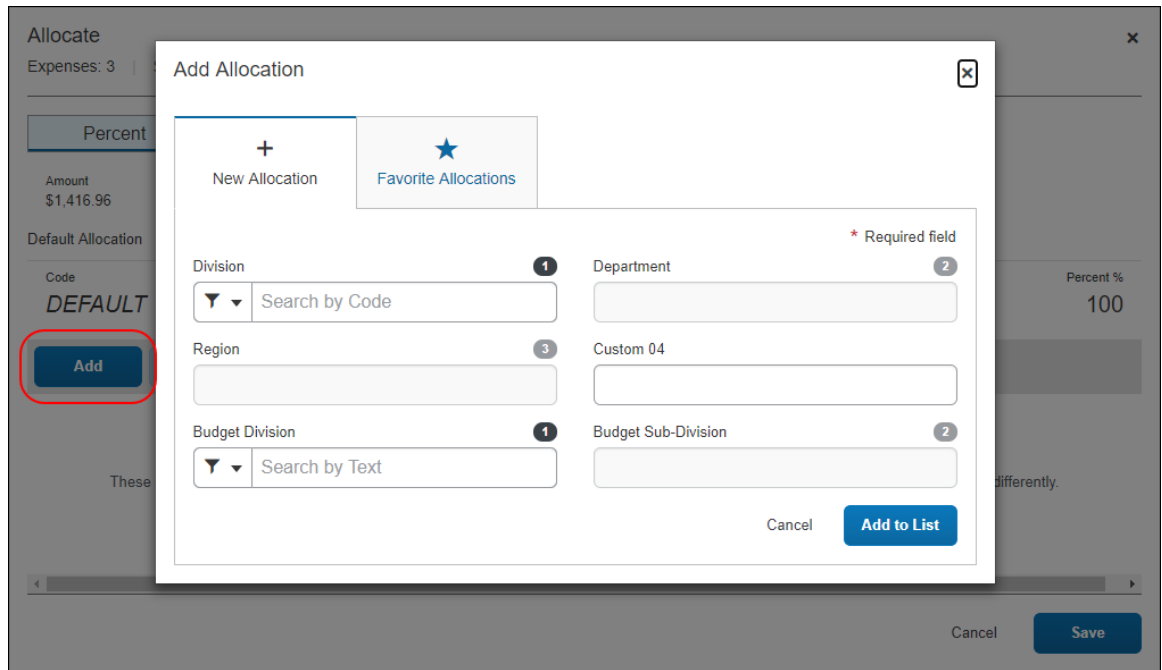 Allocate
Expenses: 3
Add Allocation
Percent
New Allocation
Favorite Allocations
Amount
$1,416.96
* Required field
Default Allocation
Division 1
Department 2
Search by Code
Code
DEFAULT
Percent %
100
Region 3
Custom 04
Add
Budget Division 1
Budget Sub-Division 2
Search by Text
These
differently.
Cancel
Add to List
Cancel
Save